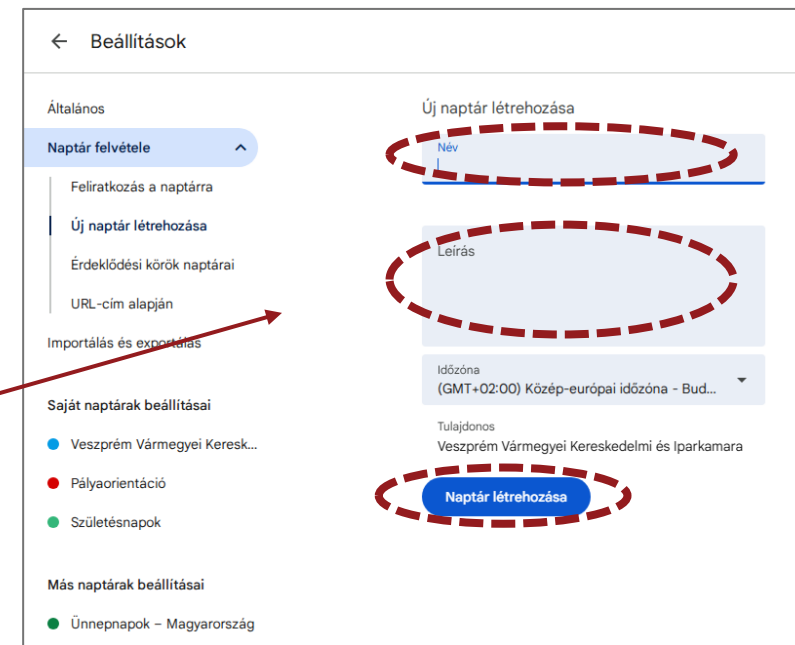 Beállítások
Általános
Naptár felvétele
Feliratkozás a naptárra
Új naptár létrehozása
Érdeklődési körök naptárai
URL-cím alapján
Importálás és exportálás
Saját naptárak beállításai
Veszprém Vármegyei Keresk...
Pályaorientáció
Születésnapok
Más naptárak beállításai
Ünnepnapok – Magyarország
Új naptár létrehozása
Név
Leírás
Időzóna
(GMT+02:00) Közép-európai időzóna - Bud...
Tulajdonos
Veszprém Vármegyei Kereskedelmi és Iparkamara
Naptár létrehozása